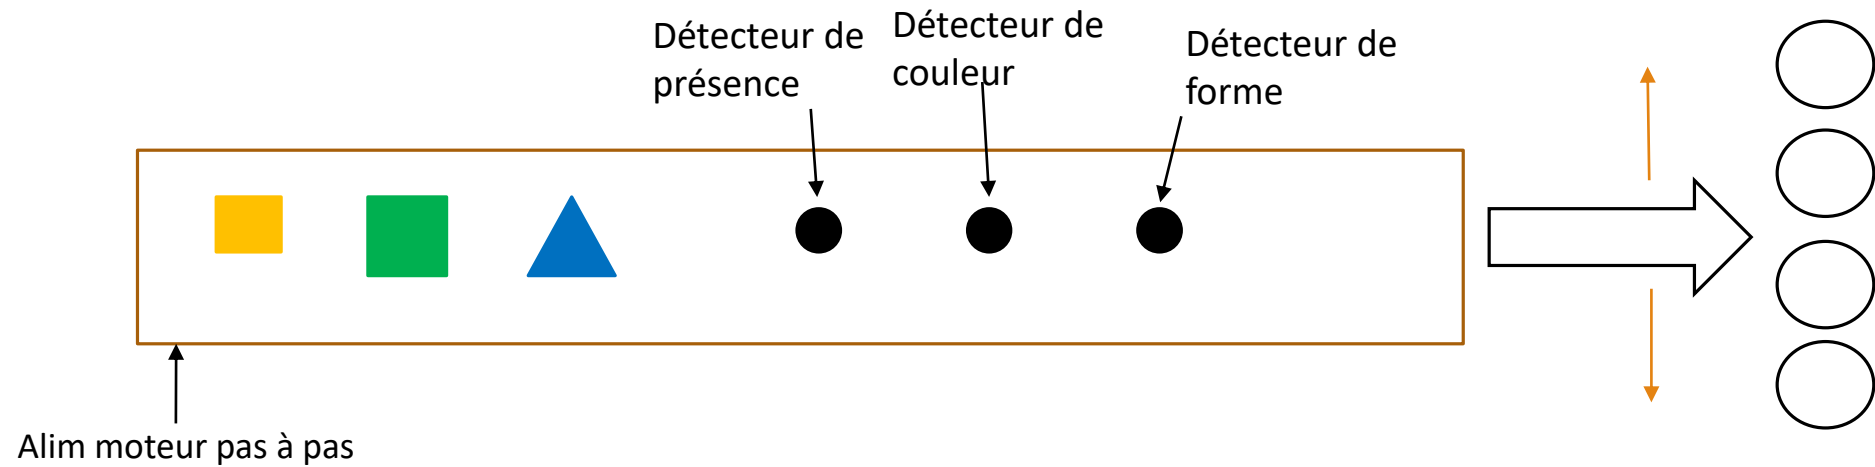 Détecteur de
présence
Détecteur de
couleur
Détecteur de
forme
Alim moteur pas à pas